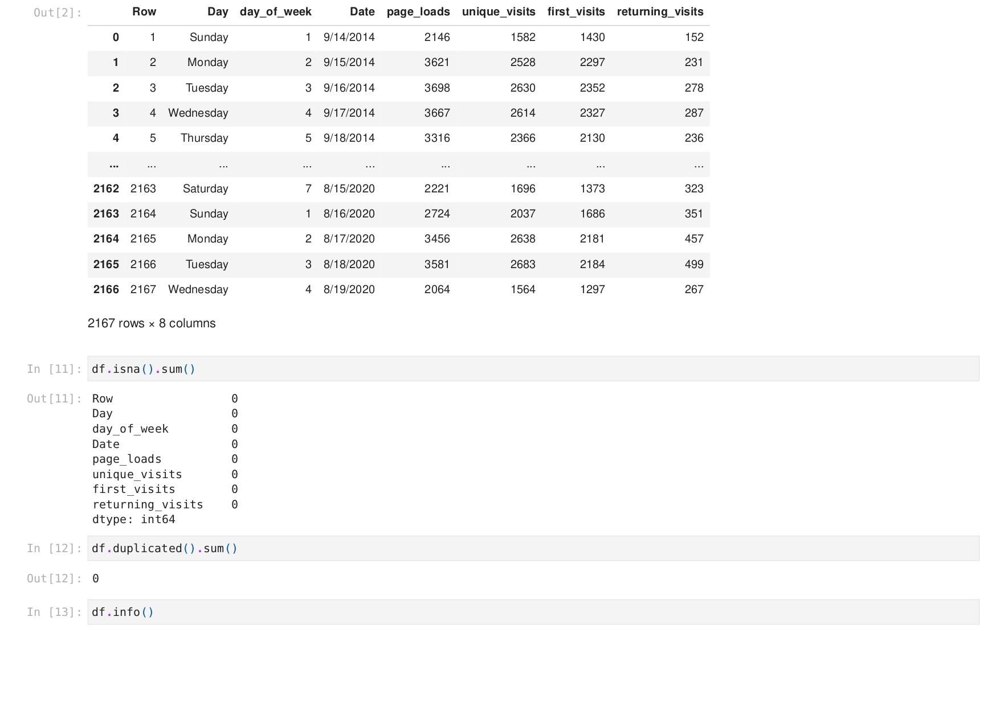 Out[2]: Row Day day_of_week Date page_loads unique_visits first_visits returning_visits
0 1 Sunday 1 9/14/2014 2146 1582 1430 152
1 2 Monday 2 9/15/2014 3621 2528 2297 231
2 3 Tuesday 3 9/16/2014 3698 2630 2352 278
3 4 Wednesday 4 9/17/2014 3667 2614 2327 287
4 5 Thursday 5 9/18/2014 3316 2366 2130 236
... ... ... ... ... ... ... ... ...
2162 2163 Saturday 7 8/15/2020 2221 1696 1373 323
2163 2164 Sunday 1 8/16/2020 2724 2037 1686 351
2164 2165 Monday 2 8/17/2020 3456 2638 2181 457
2165 2166 Tuesday 3 8/18/2020 3581 2683 2184 499
2166 2167 Wednesday 4 8/19/2020 2064 1564 1297 267
2167 rows × 8 columns
In [11]: df.isna().sum()
Out[11]: Row 0
Day 0
day_of_week 0
Date 0
page_loads 0
unique_visits 0
first_visits 0
returning_visits 0
dtype: int64
In [12]: df.duplicated().sum()
Out[12]: 0
In [13]: df.info()